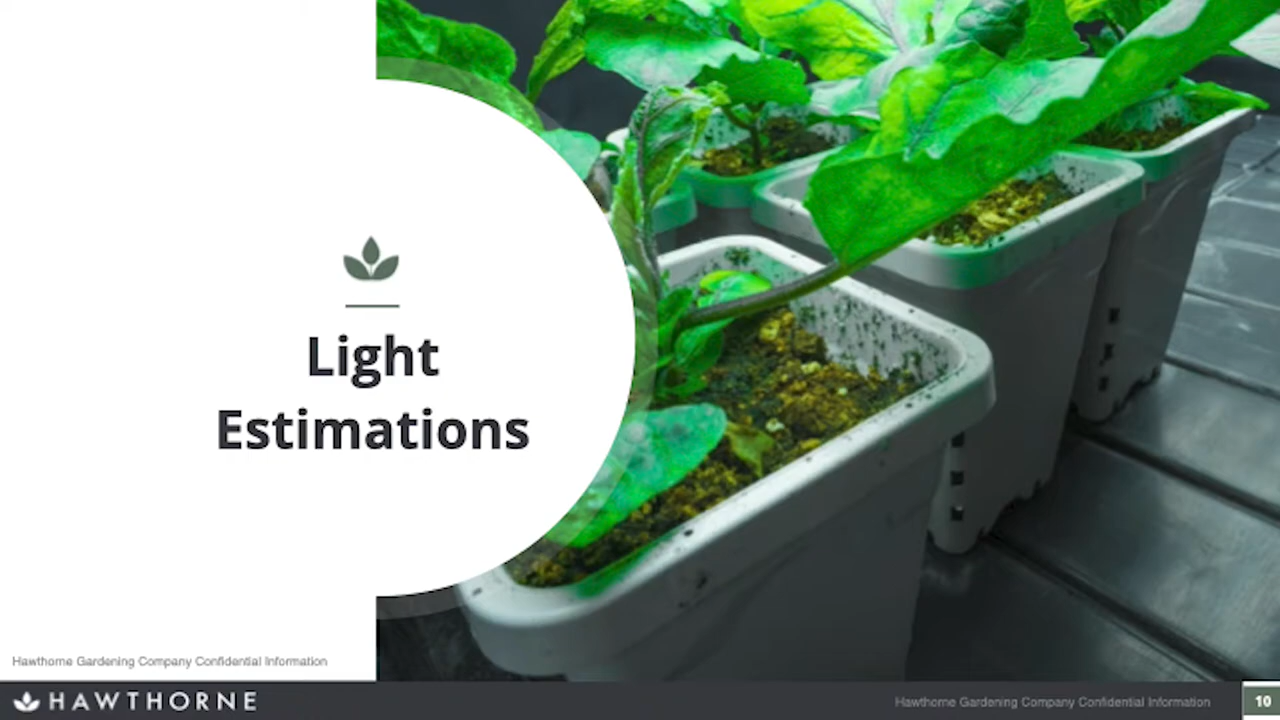 Light
Estimations
Hawthorne Gardening Company Confidential Information
HAWTHORNE
Hawthorne Gardening Company Confidential Information
10